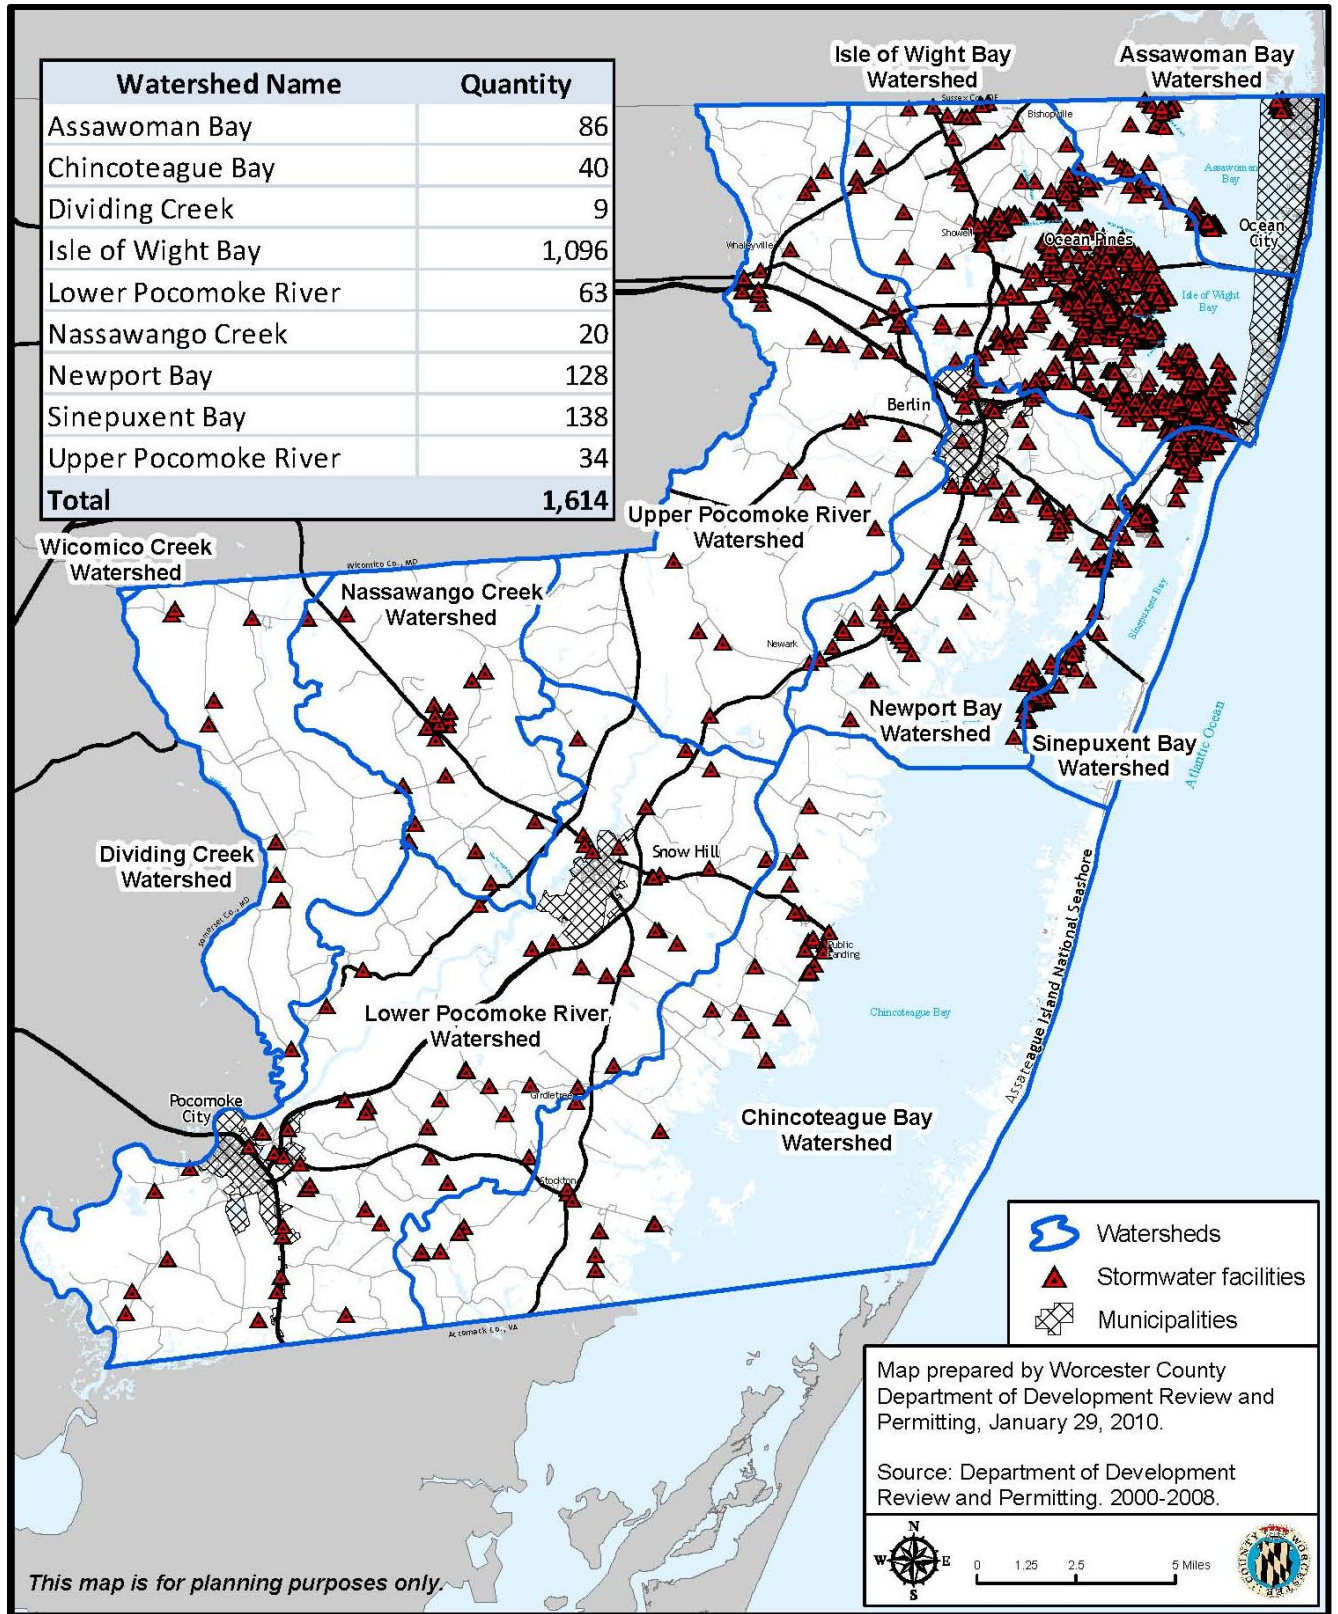 Watershed Name Quantity
Assawoman Bay 86
Chincoteague Bay 40
Dividing Creek 9
Isle of Wight Bay 1,096
Lower Pocomoke River 63
Nassawango Creek 20
Newport Bay 128
Sinepuxent Bay 138
Upper Pocomoke River 34
Total 1,614
Isle of Wight Bay
Watershed
Assawoman Bay
Watershed
Bishopville
Assawoman
Bay
Ocean
City
Whaleyville
Showell
Ocean Pines
Isle of Wight
Bay
Berlin
Upper Pocomoke River
Watershed
Wicomico Creek
Watershed
Wicomico Co., MD
Nassawango Creek
Watershed
Sinepuxent Bay
Newark
Newport Bay
Watershed
Sinepuxent Bay
Watershed
Atlantic Ocean
Dividing Creek
Watershed
Snow Hill
Somerset Co., MD
Public
Landing
Assateague Island National Seashore
Lower Pocomoke River
Watershed
Chincoteague Bay
Pocomoke
City
Girdletree
Chincoteague Bay
Watershed
Stockton
Accomack Co., VA
Watersheds
Stormwater facilities
Municipalities
Map prepared by Worcester County
Department of Development Review and
Permitting, January 29, 2010.
Source: Department of Development
Review and Permitting. 2000-2008.
N
W E
S
0 1.25 2.5 5 Miles
This map is for planning purposes only.